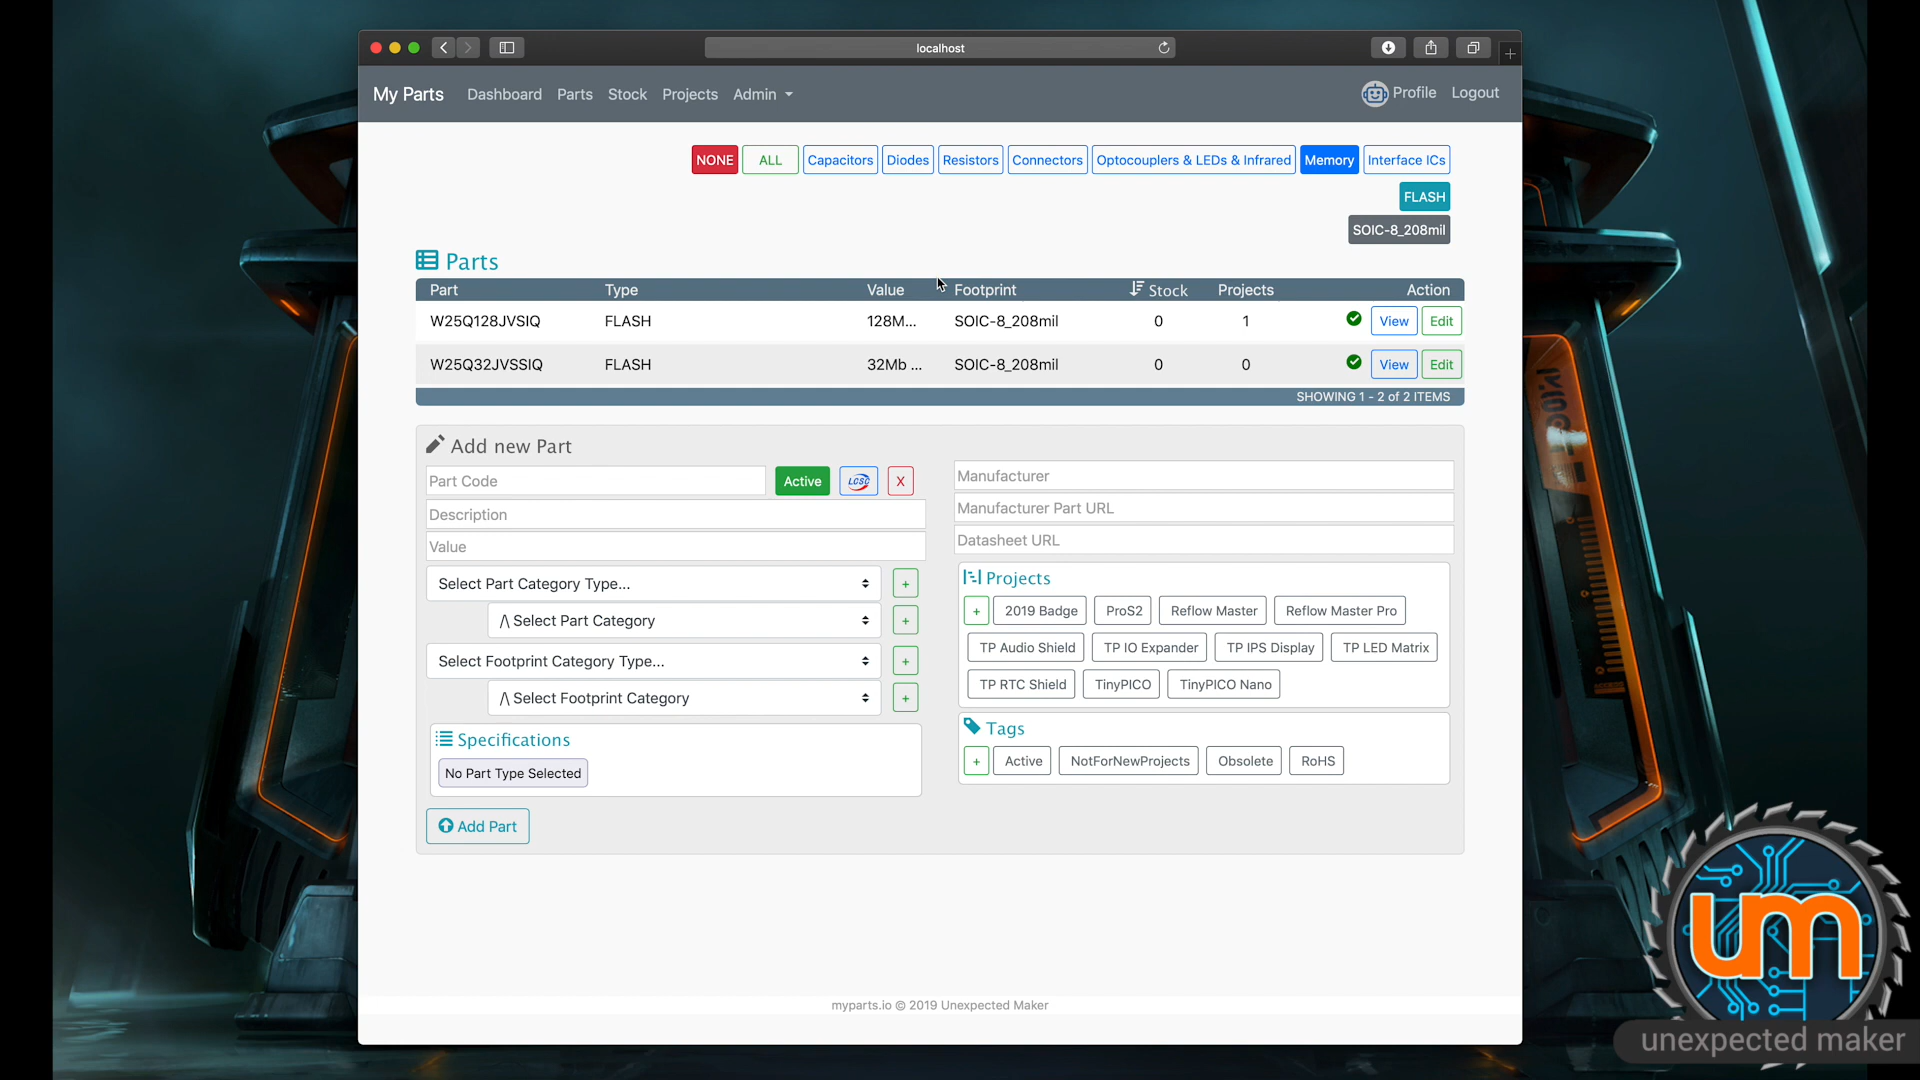 localhost
My Parts Dashboard Parts Stock Projects Admin Profile Logout
NONE ALL Capacitors Diodes Resistors Connectors Optocouplers & LEDs & Infrared Memory Interface ICs
FLASH
SOIC-8_208mil
Parts
Part Type Value Footprint Stock Projects Action
W25Q128JVSIQ FLASH 128M... SOIC-8_208mil 0 1 View Edit
W25Q32JVSSIQ FLASH 32Mb ... SOIC-8_208mil 0 0 View Edit
SHOWING 1 - 2 of 2 ITEMS
Add new Part
Part Code Active LCSC X
Description
Value
Select Part Category Type... +
/\ Select Part Category +
Select Footprint Category Type... +
/\ Select Footprint Category +
Specifications
No Part Type Selected
Add Part
Manufacturer
Manufacturer Part URL
Datasheet URL
Projects
+ 2019 Badge ProS2 Reflow Master Reflow Master Pro
TP Audio Shield TP IO Expander TP IPS Display TP LED Matrix
TP RTC Shield TinyPICO TinyPICO Nano
Tags
+ Active NotForNewProjects Obsolete RoHS
myparts.io © 2019 Unexpected Maker
um
unexpected maker